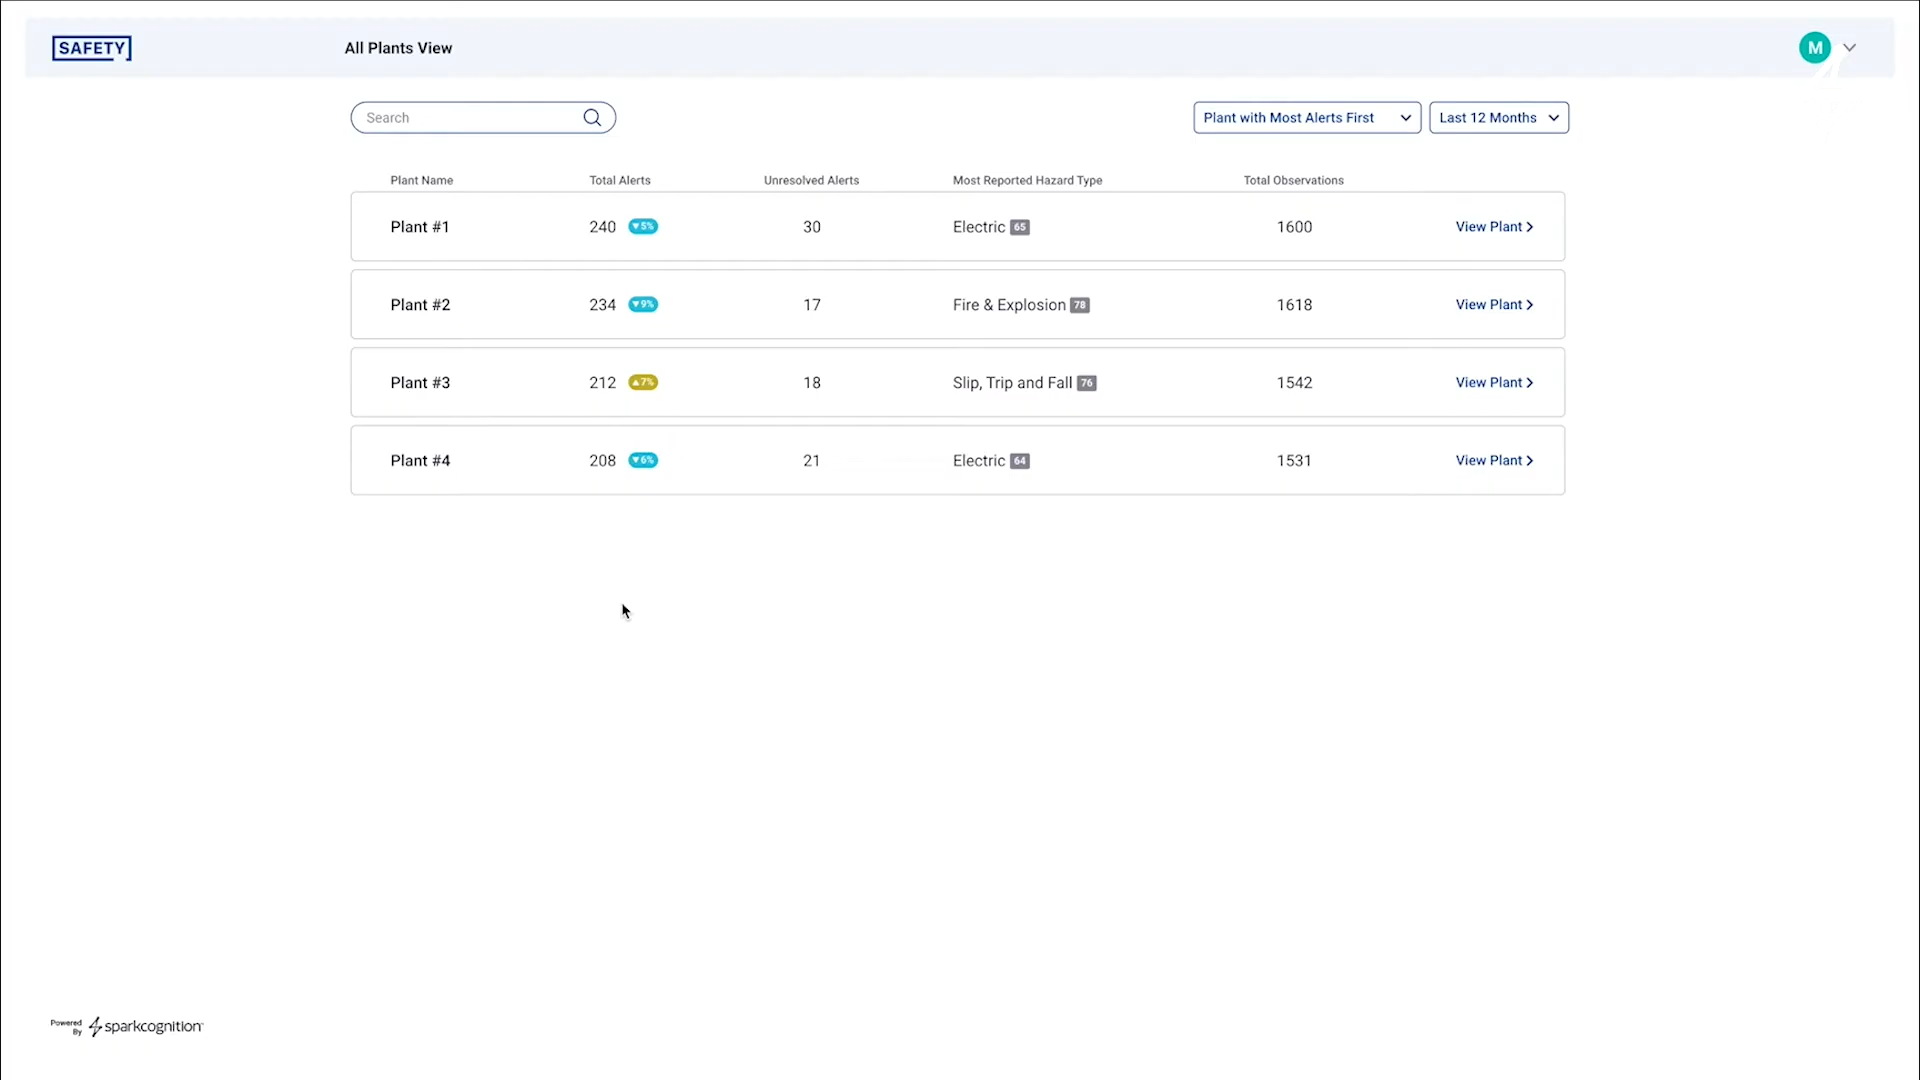 SAFETY
All Plants View
M
Search
Plant with Most Alerts First
Last 12 Months
Plant Name Total Alerts Unresolved Alerts Most Reported Hazard Type Total Observations
Plant #1 240 ▼5% 30 Electric 65 1600 View Plant >
Plant #2 234 ▼9% 17 Fire & Explosion 78 1618 View Plant >
Plant #3 212 ▲7% 18 Slip, Trip and Fall 76 1542 View Plant >
Plant #4 208 ▼6% 21 Electric 64 1531 View Plant >
Powered
By
sparkcognition